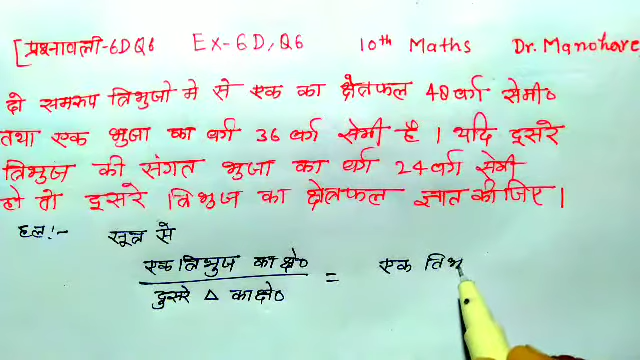 [प्रश्नावली-6DQ6 Ex-6D, Q6 10th Maths Dr. Manohare
दो समरुप त्रिभुजो मे से एक का क्षेत्रफल 48 वर्ग सेमी०
तथा एक भुजा का वर्ग 36 वर्ग सेमी है । यदि दूसरे
त्रिभुज की संगत भुजा का वर्ग 24 वर्ग सेमी
हो तो दूसरे त्रिभुज का क्षेत्रफल ज्ञात कीजिए।
हल!- सूत्र से
एक त्रिभुज का क्षे० / दुसरे △ का क्षे० = एक त्रिभु